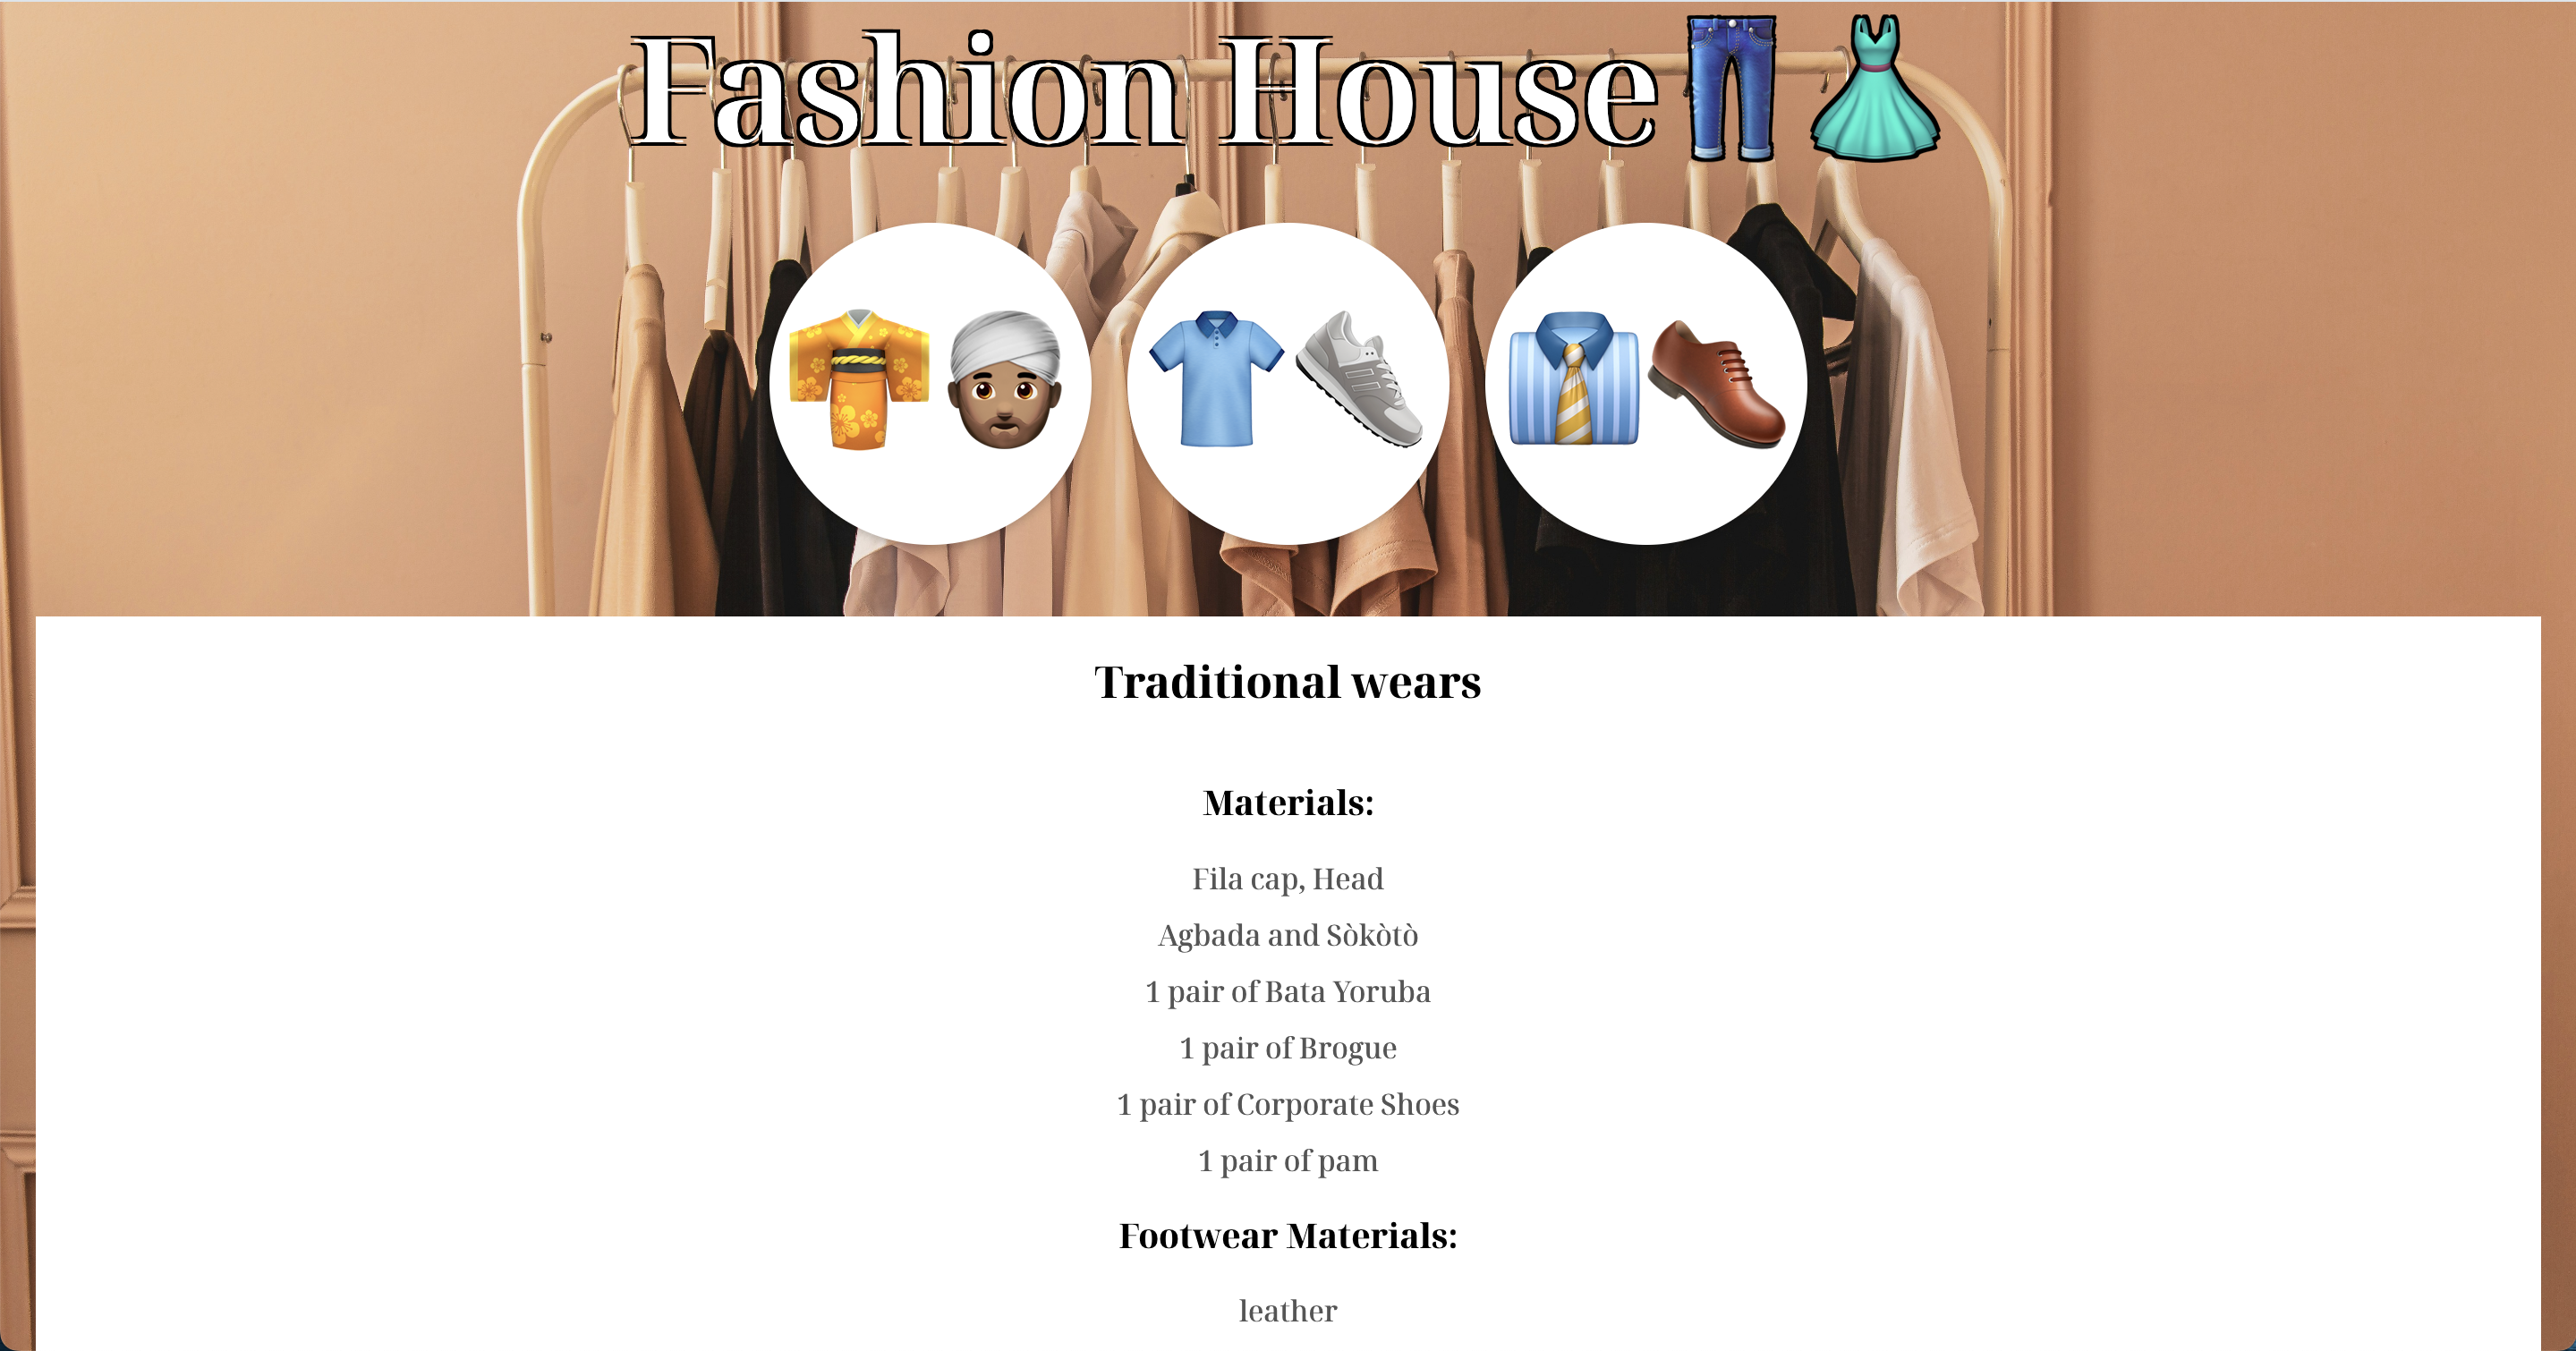 Fashion House👖👗
Traditional wears
Materials:
Fila cap, Head
Agbada and Sòkòtò
1 pair of Bata Yoruba
1 pair of Brogue
1 pair of Corporate Shoes
1 pair of pam
Footwear Materials:
leather